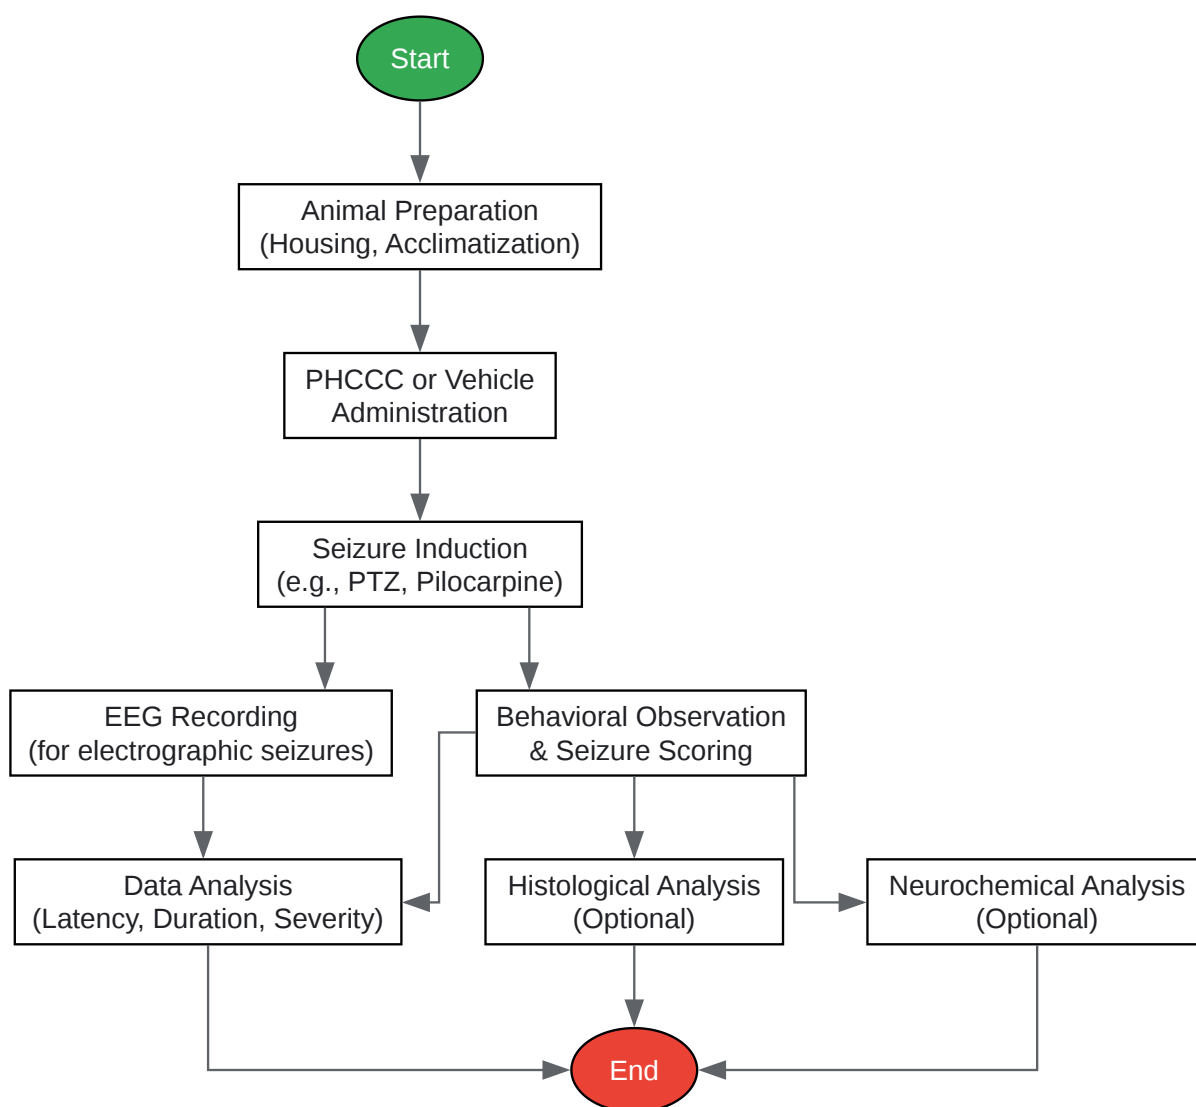 Start
Animal Preparation
(Housing, Acclimatization)
PHCCC or Vehicle
Administration
Seizure Induction
(e.g., PTZ, Pilocarpine)
EEG Recording
(for electrographic seizures)
Behavioral Observation
& Seizure Scoring
Data Analysis
(Latency, Duration, Severity)
Histological Analysis
(Optional)
Neurochemical Analysis
(Optional)
End